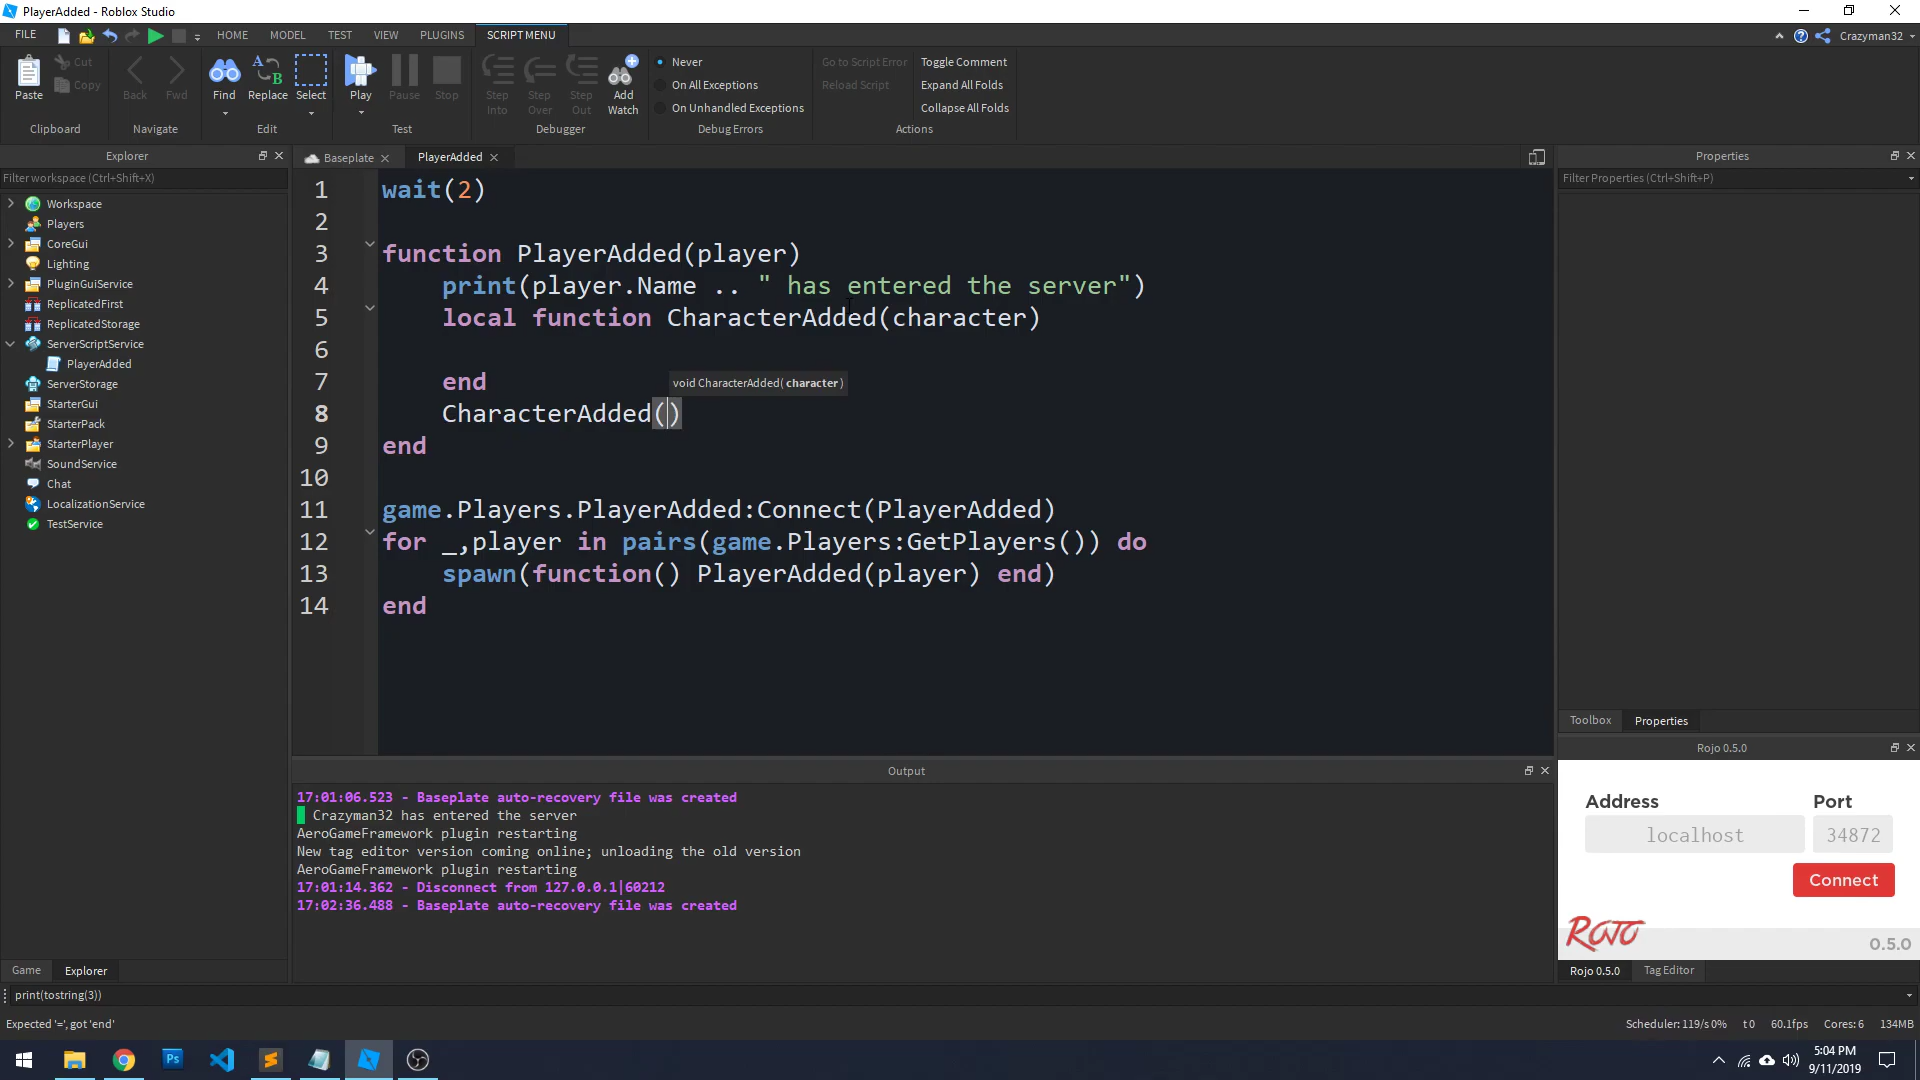 PlayerAdded - Roblox Studio
FILE HOME MODEL TEST VIEW PLUGINS SCRIPT MENU Crazyman32
Paste Cut Copy Back Fwd Find Replace Select Play Pause Stop Step Into Step Over Step Out Add Watch Never On All Exceptions On Unhandled Exceptions Go to Script Error Reload Script Toggle Comment Expand All Folds Collapse All Folds
Clipboard Navigate Edit Test Debugger Debug Errors Actions
Explorer
Filter workspace (Ctrl+Shift+X)
Workspace
Players
CoreGui
Lighting
PluginGuiService
ReplicatedFirst
ReplicatedStorage
ServerScriptService
PlayerAdded
ServerStorage
StarterGui
StarterPack
StarterPlayer
SoundService
Chat
LocalizationService
TestService
Game Explorer
Baseplate PlayerAdded
1 wait(2)
2
3 function PlayerAdded(player)
4 print(player.Name .. " has entered the server")
5 local function CharacterAdded(character)
6
7 end
void CharacterAdded( character )
8 CharacterAdded()
9 end
10
11 game.Players.PlayerAdded:Connect(PlayerAdded)
12 for _,player in pairs(game.Players:GetPlayers()) do
13 spawn(function() PlayerAdded(player) end)
14 end
Output
17:01:06.523 - Baseplate auto-recovery file was created
Crazyman32 has entered the server
AeroGameFramework plugin restarting
New tag editor version coming online; unloading the old version
AeroGameFramework plugin restarting
17:01:14.362 - Disconnect from 127.0.0.1|60212
17:02:36.488 - Baseplate auto-recovery file was created
Properties
Filter Properties (Ctrl+Shift+P)
Toolbox Properties
Rojo 0.5.0
Address Port
localhost 34872
Connect
ROJO 0.5.0
Rojo 0.5.0 Tag Editor
print(tostring(3))
Expected '=', got 'end'
Scheduler: 119/s 0% t 0 60.1fps Cores: 6 134MB
Ps
5:04 PM
9/11/2019